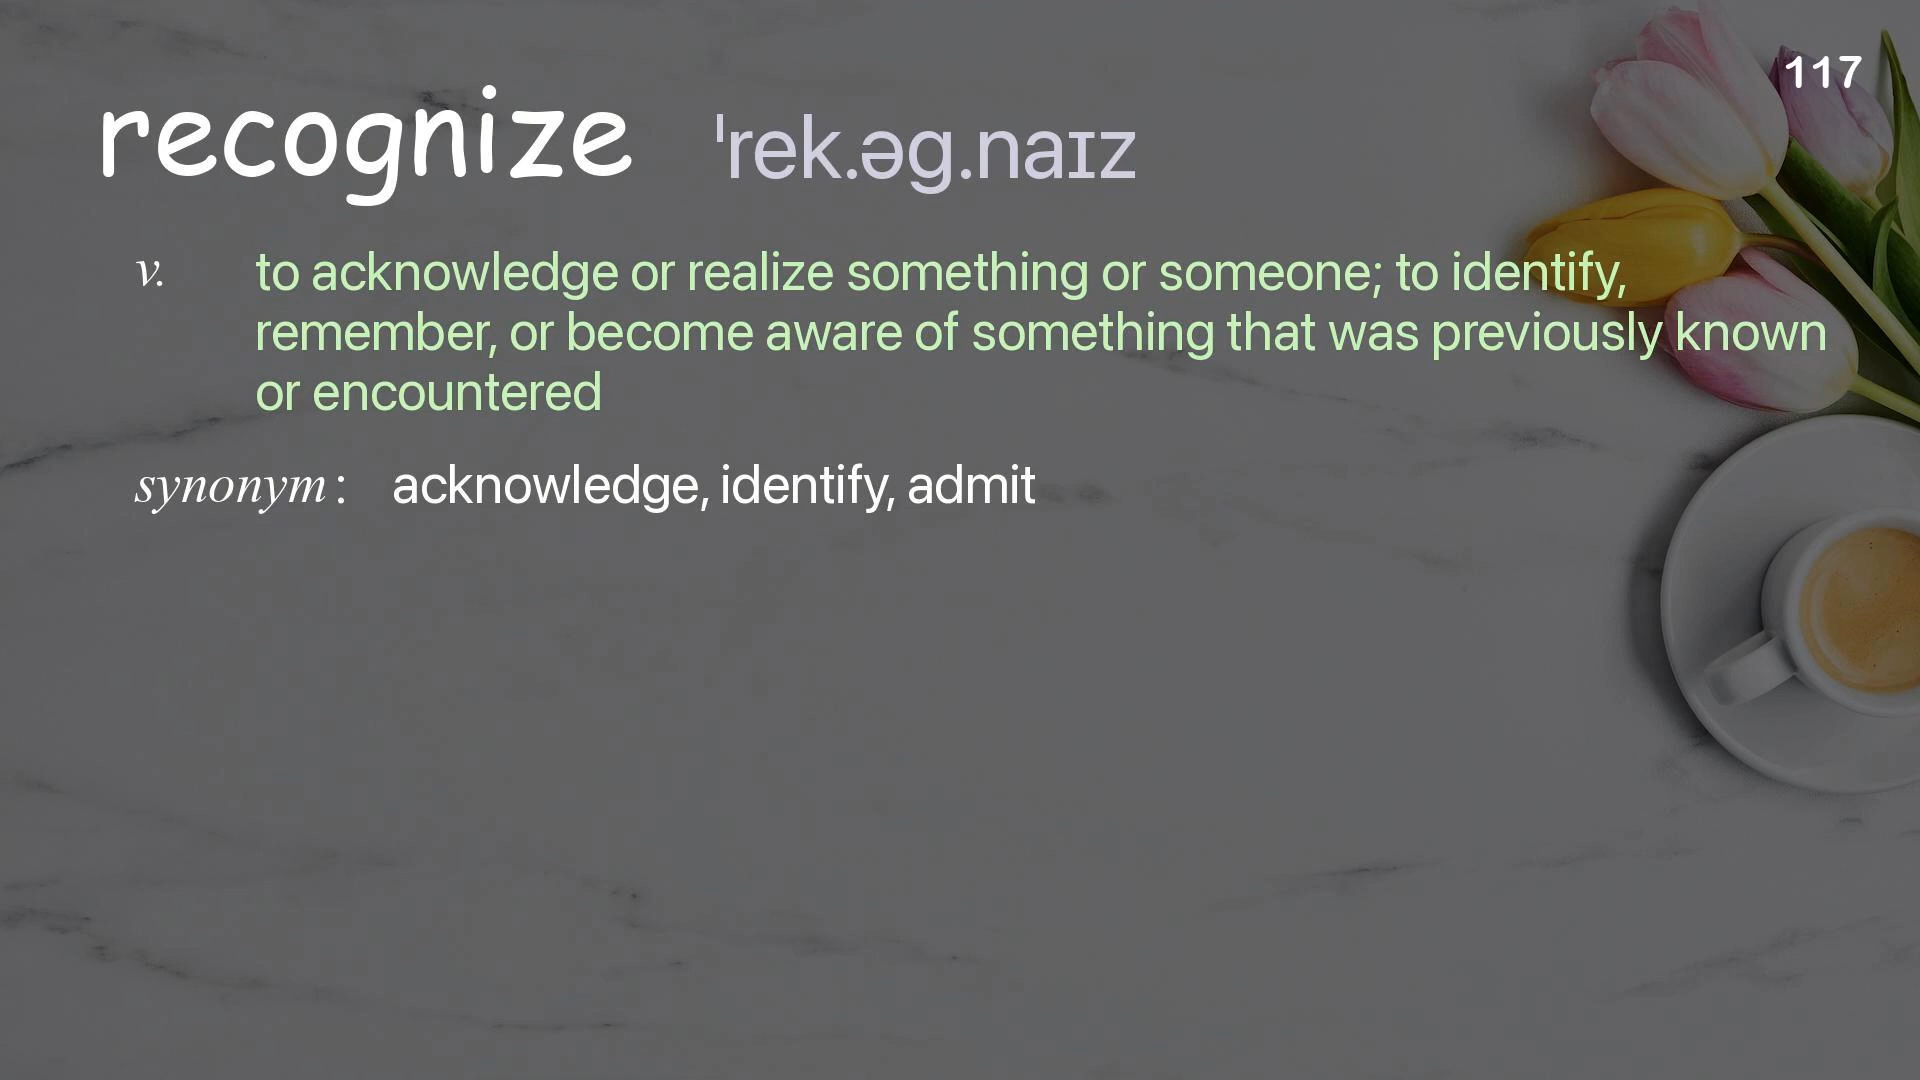 117
recognize ˈrek.əg.naɪz
v. to acknowledge or realize something or someone; to identify,
remember, or become aware of something that was previously known
or encountered
synonym: acknowledge, identify, admit